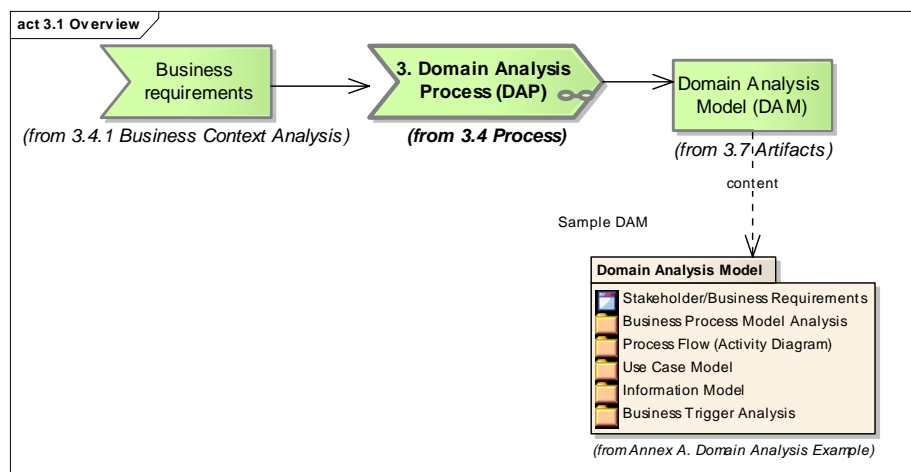 act 3.1 Overview
Business
requirements
(from 3.4.1 Business Context Analysis)
3. Domain Analysis
Process (DAP)
(from 3.4 Process)
Domain Analysis
Model (DAM)
(from 3.7 Artifacts)
content
Sample DAM
Domain Analysis Model
Stakeholder/Business Requirements
Business Process Model Analysis
Process Flow (Activity Diagram)
Use Case Model
Information Model
Business Trigger Analysis
(from Annex A. Domain Analysis Example)